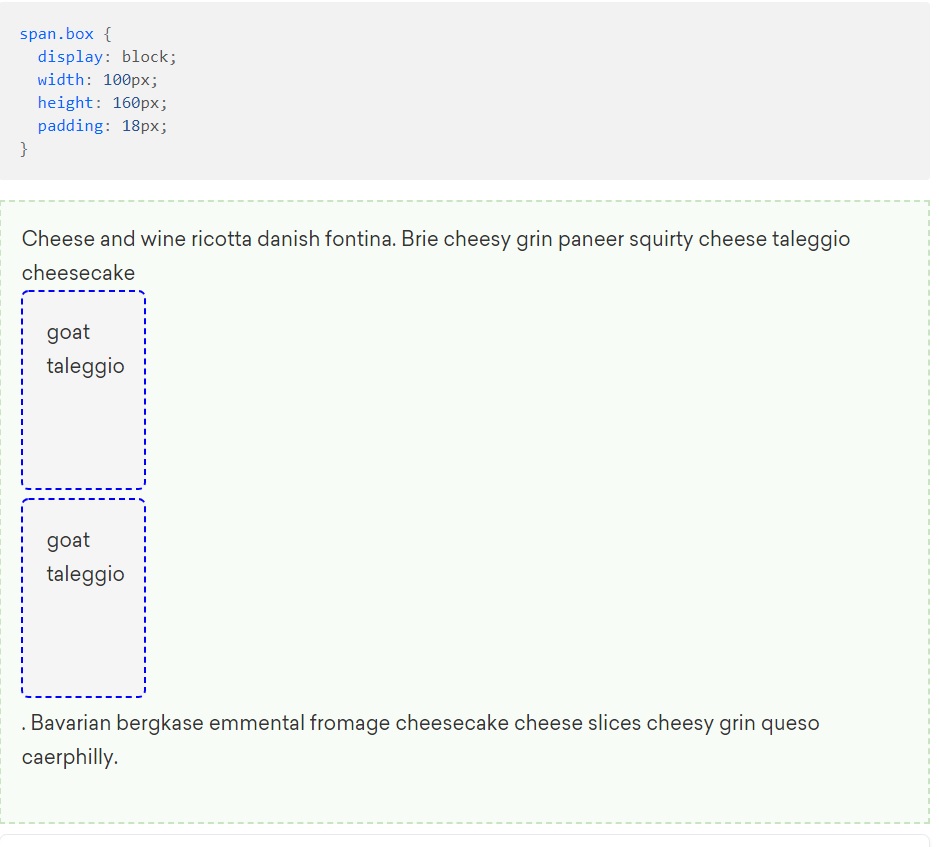 span.box {
  display: block;
  width: 100px;
  height: 160px;
  padding: 18px;
}
Cheese and wine ricotta danish fontina. Brie cheesy grin paneer squirty cheese taleggio
cheesecake
goat
taleggio
goat
taleggio
. Bavarian bergkase emmental fromage cheesecake cheese slices cheesy grin queso
caerphilly.